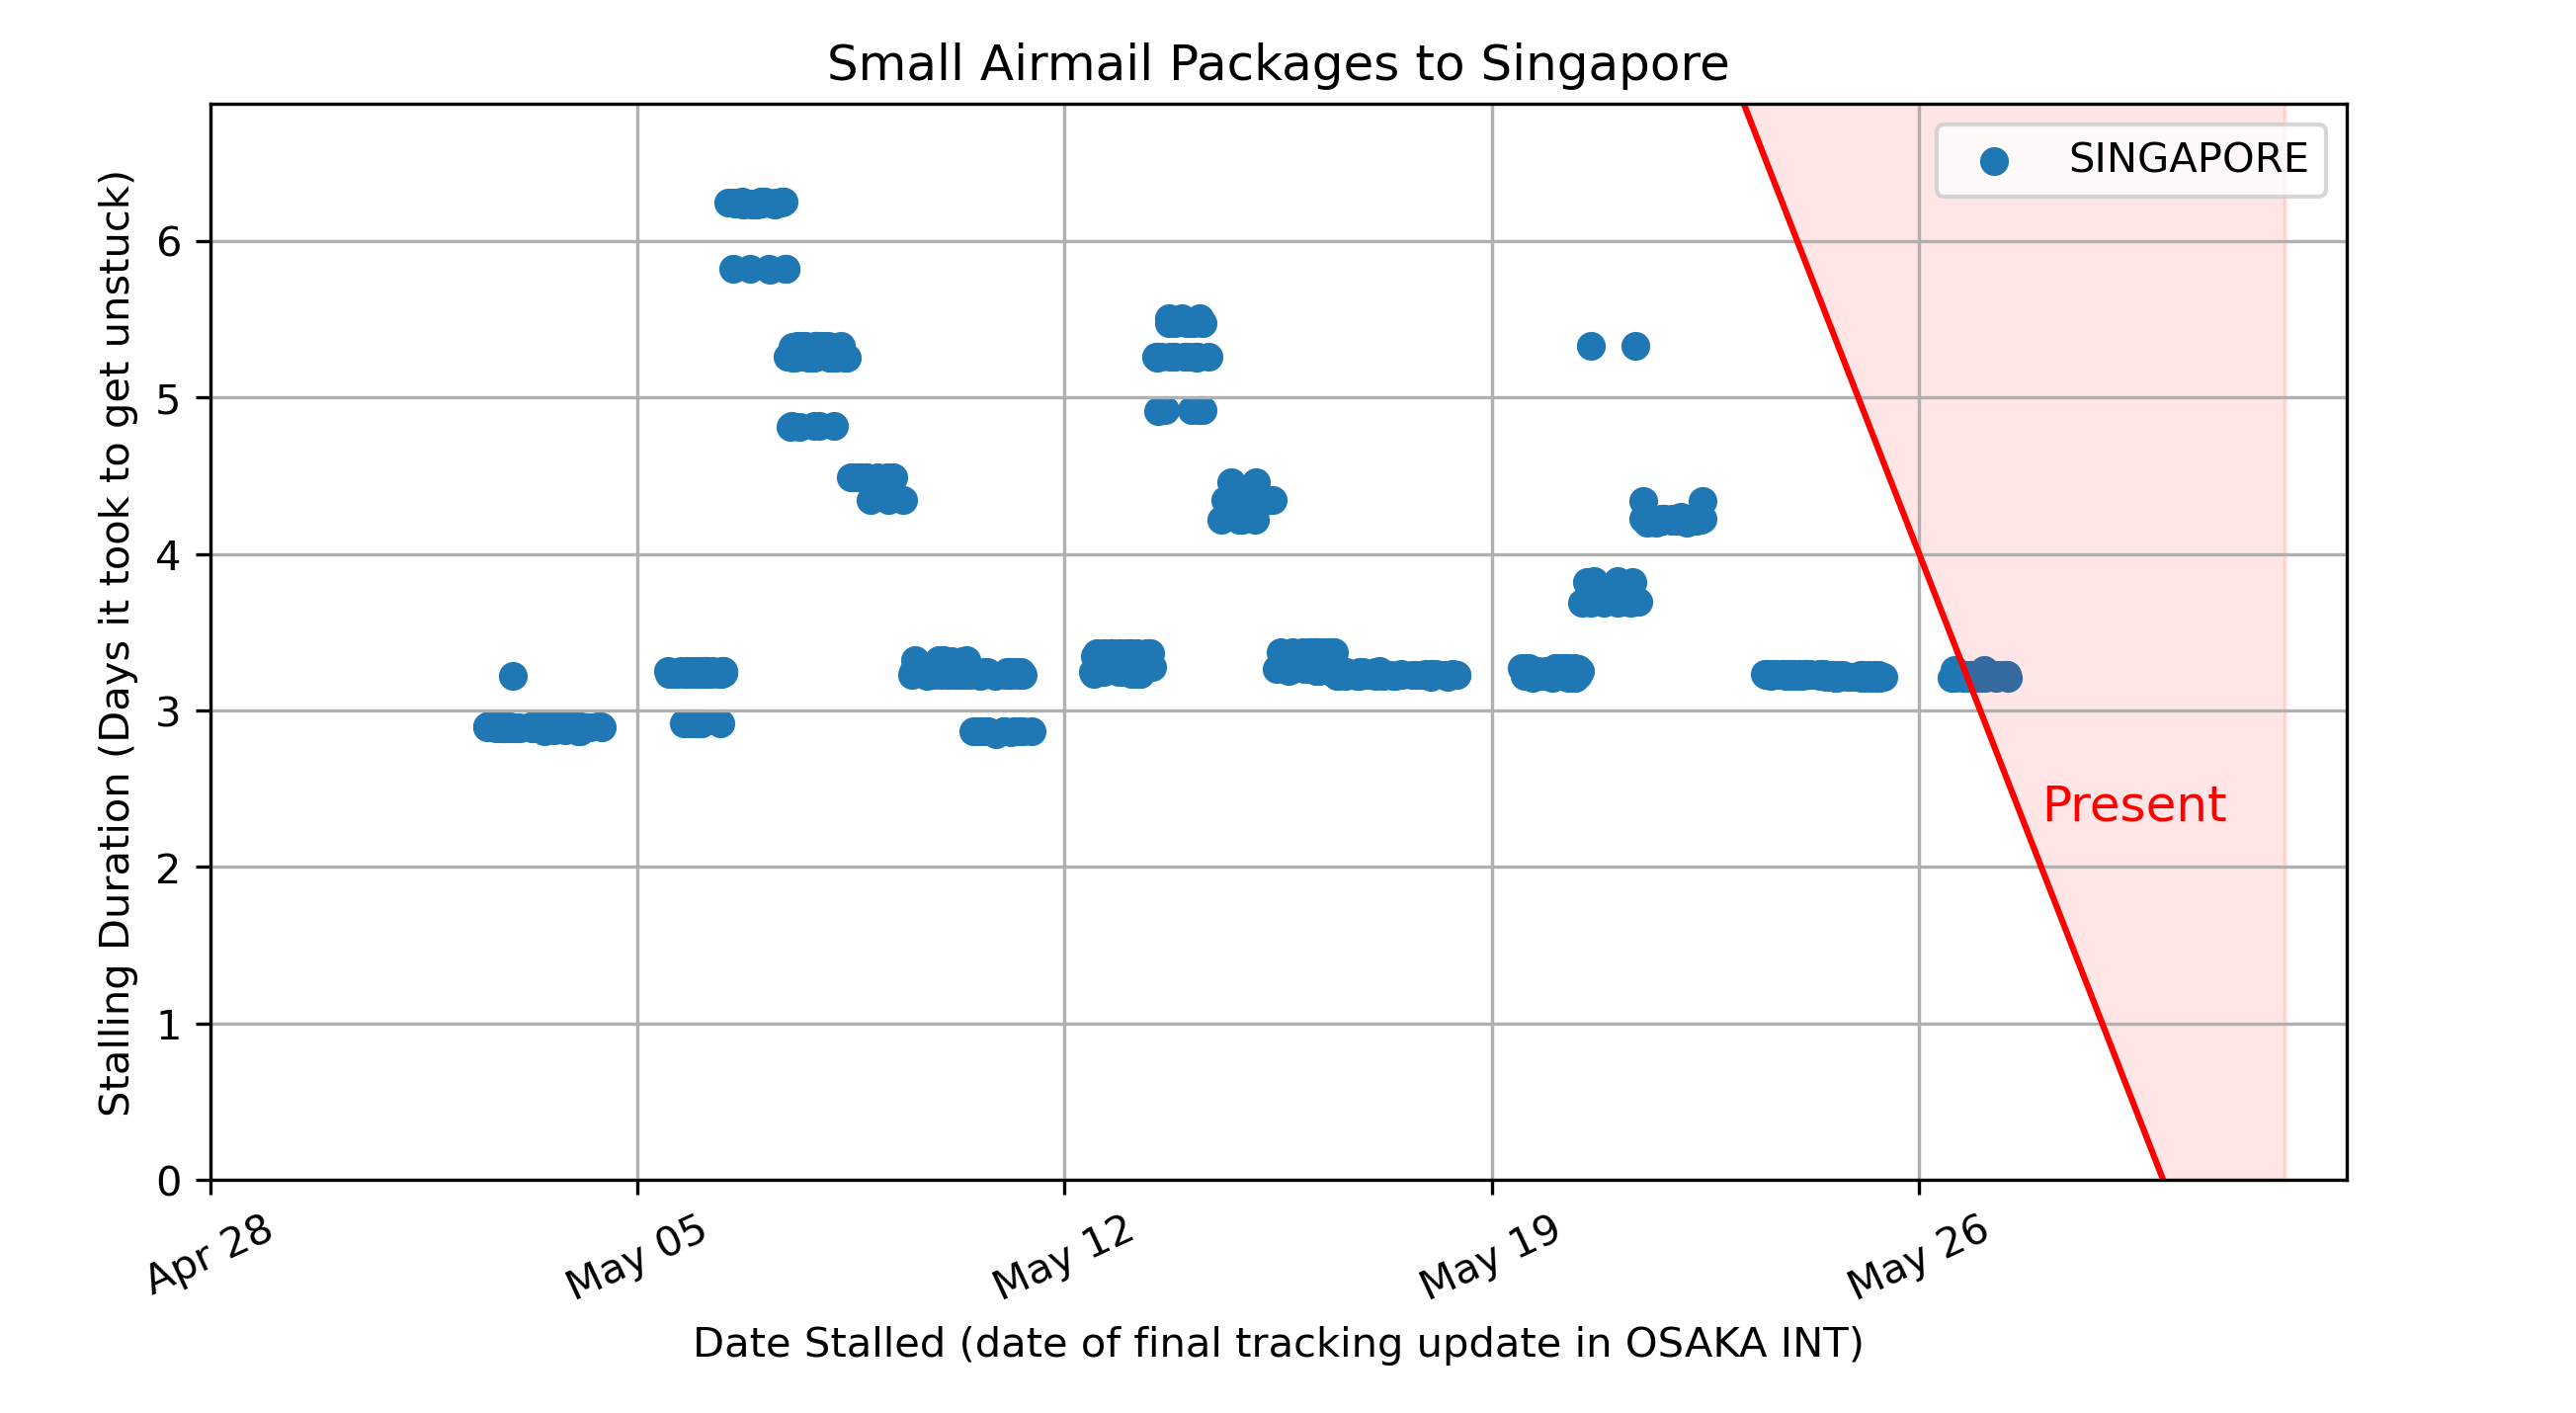 Small Airmail Packages to Singapore
SINGAPORE
Stalling Duration (Days it took to get unstuck)
6
5
4
3
2
1
0
Present
Apr 28
May 05
May 12
May 19
May 26
Date Stalled (date of final tracking update in OSAKA INT)